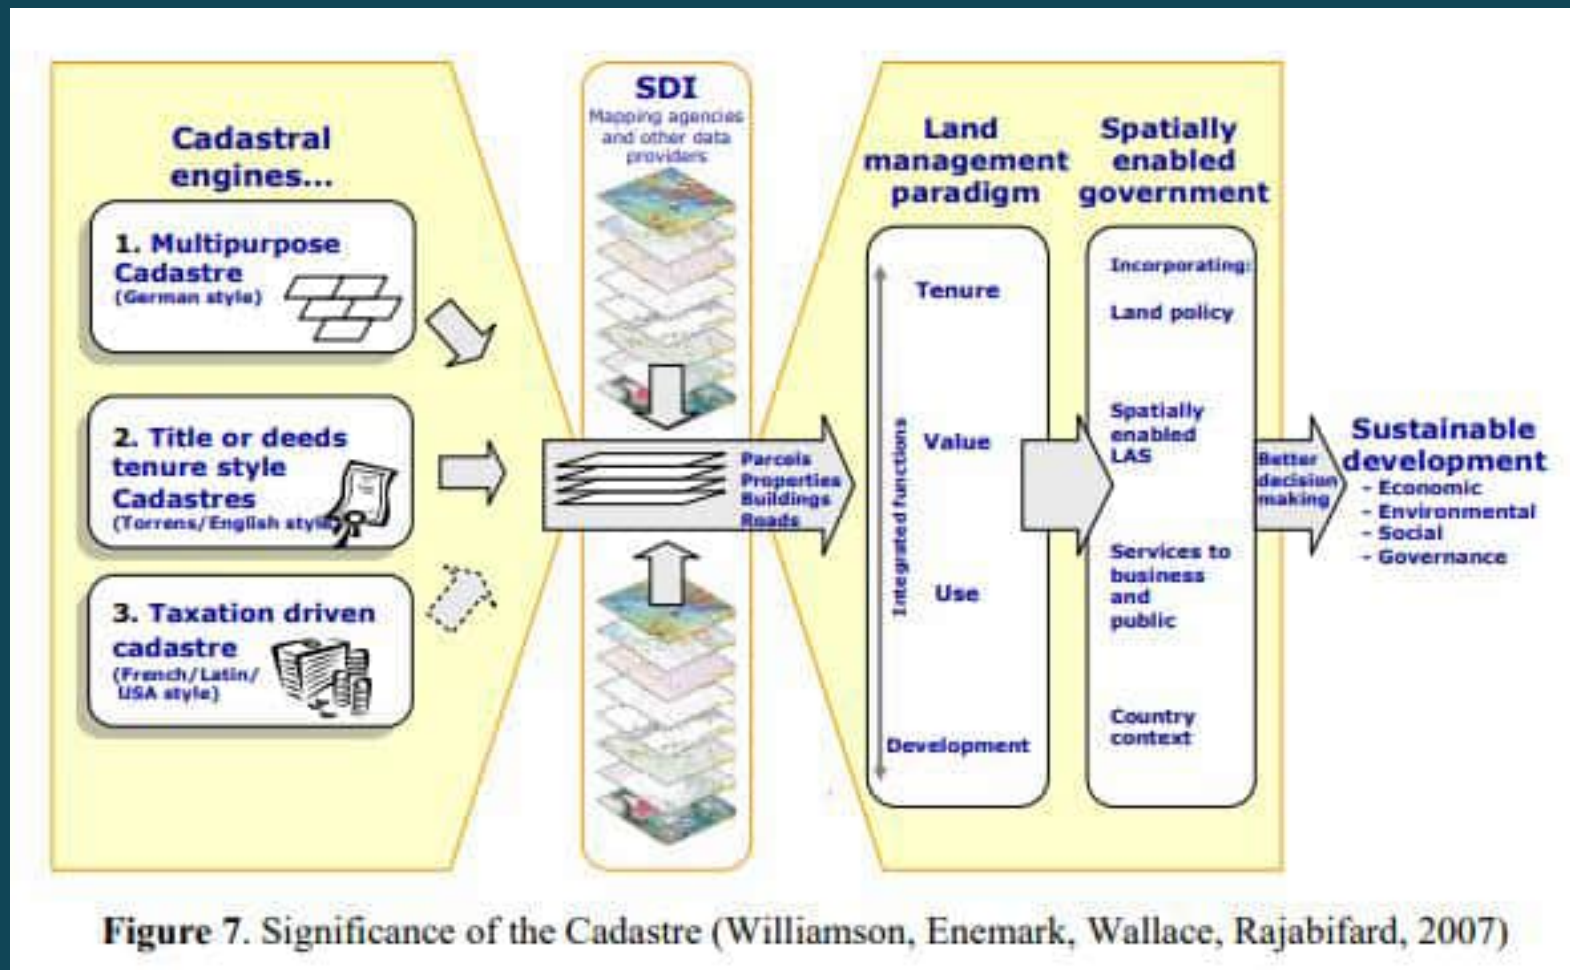 Cadastral
engines...
1. Multipurpose
Cadastre
(German style)
2. Title or deeds
tenure style
Cadastres
(Torrens/English style
3. Taxation driven
cadastre
(French/Latin/
USA style)
SDI
Mapping agencies
and other data
providers
Parcels
Properties
Buildings
Roads
Land
management
paradigm
Tenure
Value
Use
Development
Integrated functions
Spatially
enabled
government
Incorporating:
Land policy
Spatially
enabled
LAS
Services to
business
and
public
Country
context
Better
decision
making
Sustainable
development
- Economic
- Environmental
- Social
- Governance
Figure 7. Significance of the Cadastre (Williamson, Enemark, Wallace, Rajabifard, 2007)